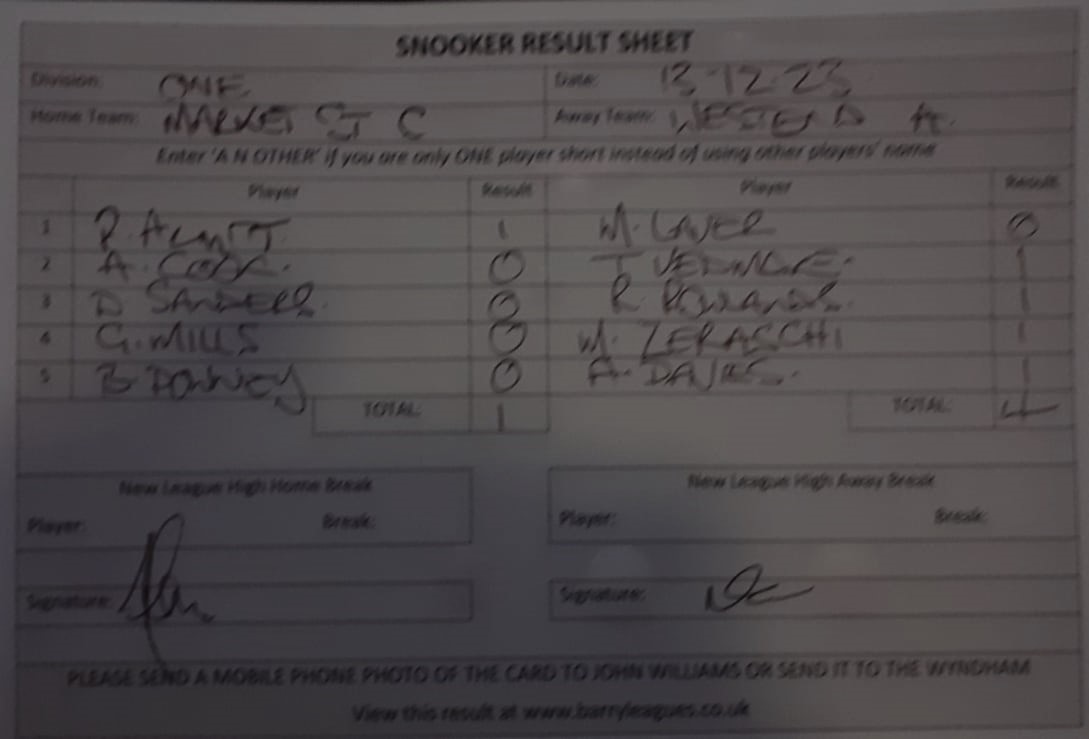 SNOOKER RESULT SHEET
Division: ONE Date: 13-12-23
Home Team: MARKET ST C Away Team: WESTEND A.
Enter 'A N OTHER' if you are only ONE player short instead of using other players' name
Player Result Player Result
1 P. 1 M. 0
2 A. COOK. 0 T 1
3 D SANDERS. 0 R. ROWLANDS. 1
4 G. MILLS 0 M. ZERASCHI 1
5 B 0 A. DAVIES. 1
TOTAL: 1 TOTAL: 4
New League High Home Break New League High Away Break
Player: Break: Player: Break:
Signature: Signature:
PLEASE SEND A MOBILE PHONE PHOTO OF THE CARD TO JOHN WILLIAMS OR SEND IT TO THE WYNDHAM
View this result at www.barryleagues.co.uk